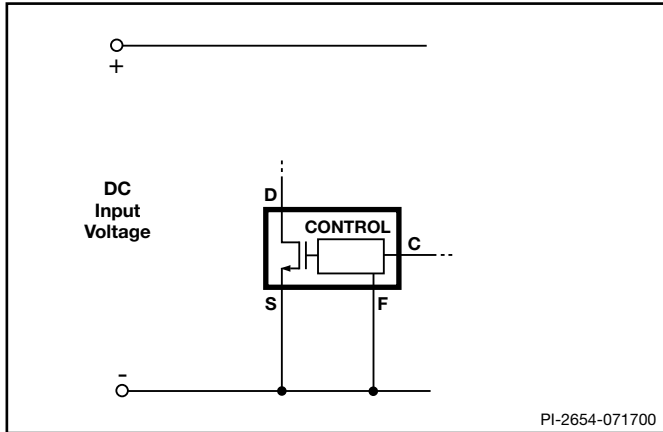 +
DC
Input
Voltage
D
CONTROL
C
S
F
-
PI-2654-071700